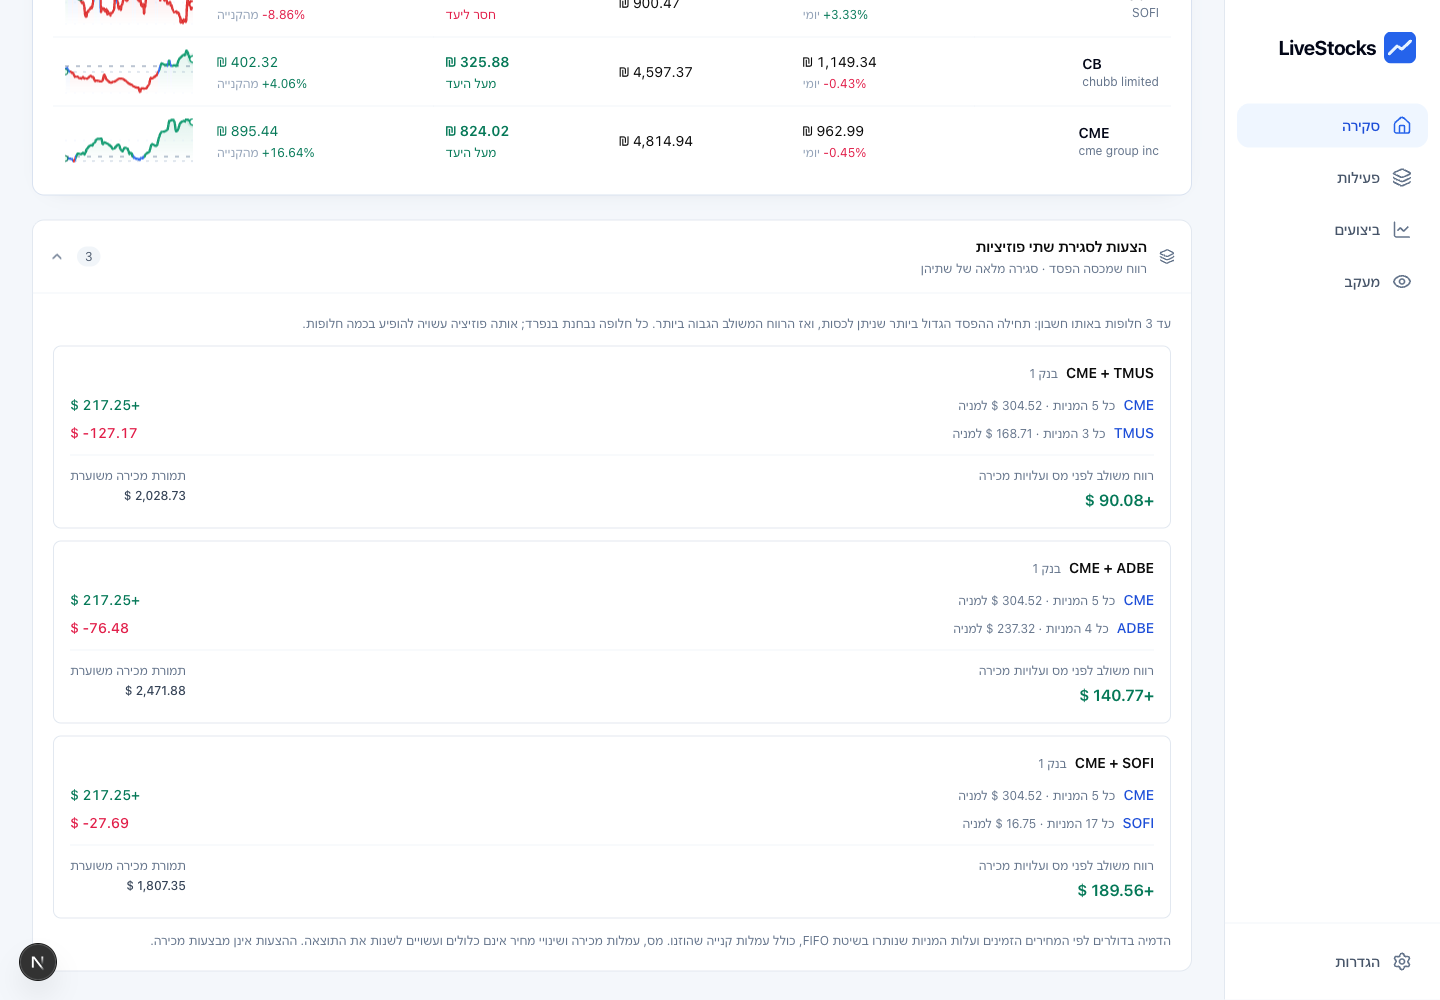 LiveStocks
סקירה
פעילות
ביצועים
מעקב
הגדרות
SOFI
+3.33% יומי
₪ 900.47
חסר ליעד
-8.86% מהקנייה
CB
chubb limited
₪ 1,149.34
-0.43% יומי
₪ 4,597.37
₪ 325.88
מעל היעד
₪ 402.32
+4.06% מהקנייה
CME
cme group inc
₪ 962.99
-0.45% יומי
₪ 4,814.94
₪ 824.02
מעל היעד
₪ 895.44
+16.64% מהקנייה
הצעות לסגירת שתי פוזיציות
רווח שמכסה הפסד · סגירה מלאה של שתיהן
3
עד 3 חלופות באותו חשבון: תחילה ההפסד הגדול ביותר שניתן לכסות, ואז הרווח המשולב הגבוה ביותר. כל חלופה נבחנת בנפרד; אותה פוזיציה עשויה להופיע בכמה חלופות.
CME + TMUS בנק 1
CME כל 5 המניות · 304.52 $ למניה +217.25 $
TMUS כל 3 המניות · 168.71 $ למניה -127.17 $
רווח משולב לפני מס ועלויות מכירה
+90.08 $
תמורת מכירה משוערת
2,028.73 $
CME + ADBE בנק 1
CME כל 5 המניות · 304.52 $ למניה +217.25 $
ADBE כל 4 המניות · 237.32 $ למניה -76.48 $
רווח משולב לפני מס ועלויות מכירה
+140.77 $
תמורת מכירה משוערת
2,471.88 $
CME + SOFI בנק 1
CME כל 5 המניות · 304.52 $ למניה +217.25 $
SOFI כל 17 המניות · 16.75 $ למניה -27.69 $
רווח משולב לפני מס ועלויות מכירה
+189.56 $
תמורת מכירה משוערת
1,807.35 $
הדמיה בדולרים לפי המחירים הזמינים ועלות המניות שנותרו בשיטת FIFO, כולל עמלות קנייה שהוזנו. מס, עמלות מכירה ושינויי מחיר אינם כלולים ועשויים לשנות את התוצאה. ההצעות אינן מבצעות מכירה.
N